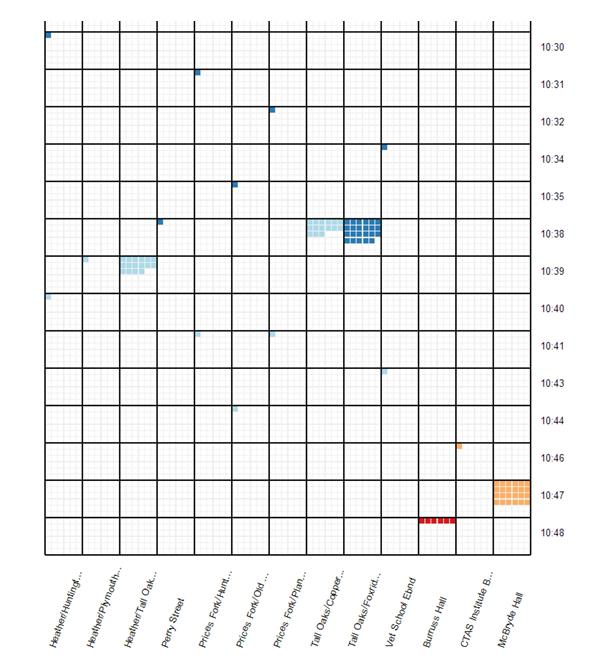 10:30
10:31
10:32
10:34
10:35
10:38
10:39
10:40
10:41
10:43
10:44
10:46
10:47
10:48
Heather/Huntingt...
Heather/Plymouth...
Heather/Tall Oak...
Perry Street
Prices Fork/Hunt...
Prices Fork/Old ...
Prices Fork/Plan...
Tall Oaks/Copper...
Tall Oaks/Foxrid...
Vet School Ebnd
Burruss Hall
CTAS Institute B...
McBryde Hall